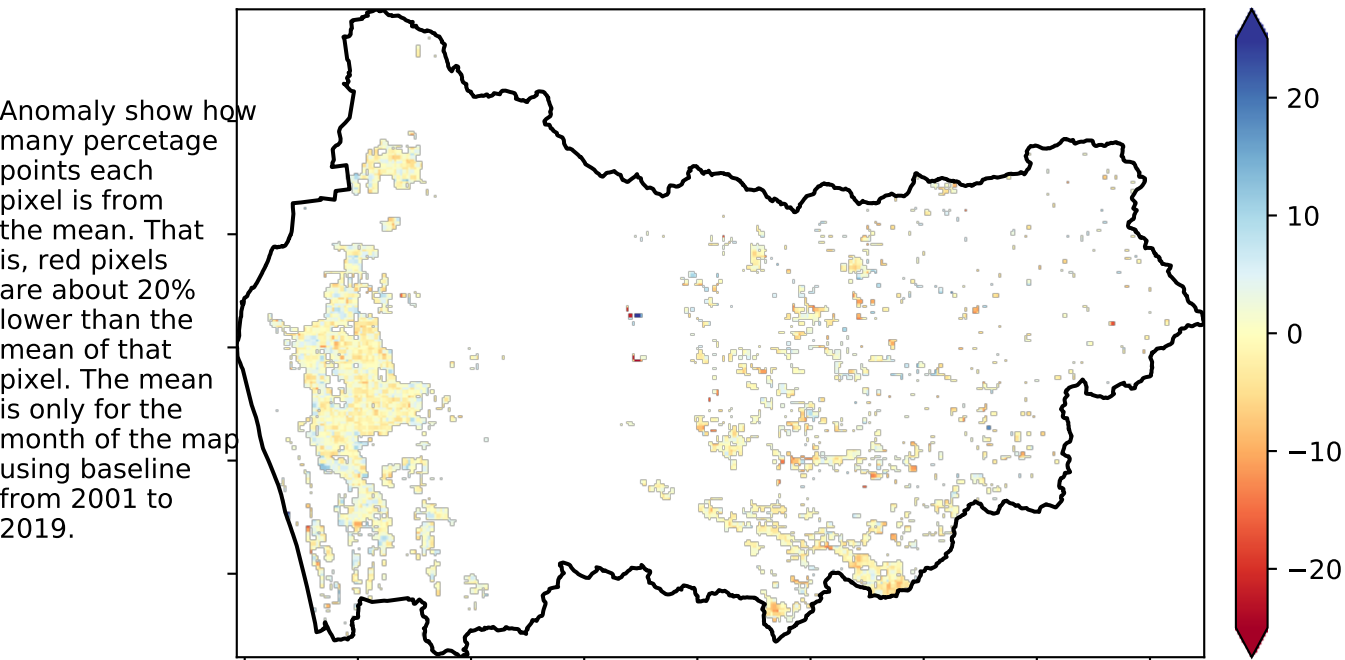 Anomaly show how
many percetage
points each
pixel is from
the mean. That
is, red pixels
are about 20%
lower than the
mean of that
pixel. The mean
is only for the
month of the map
using baseline
from 2001 to
2019.
20
10
0
−10
−20